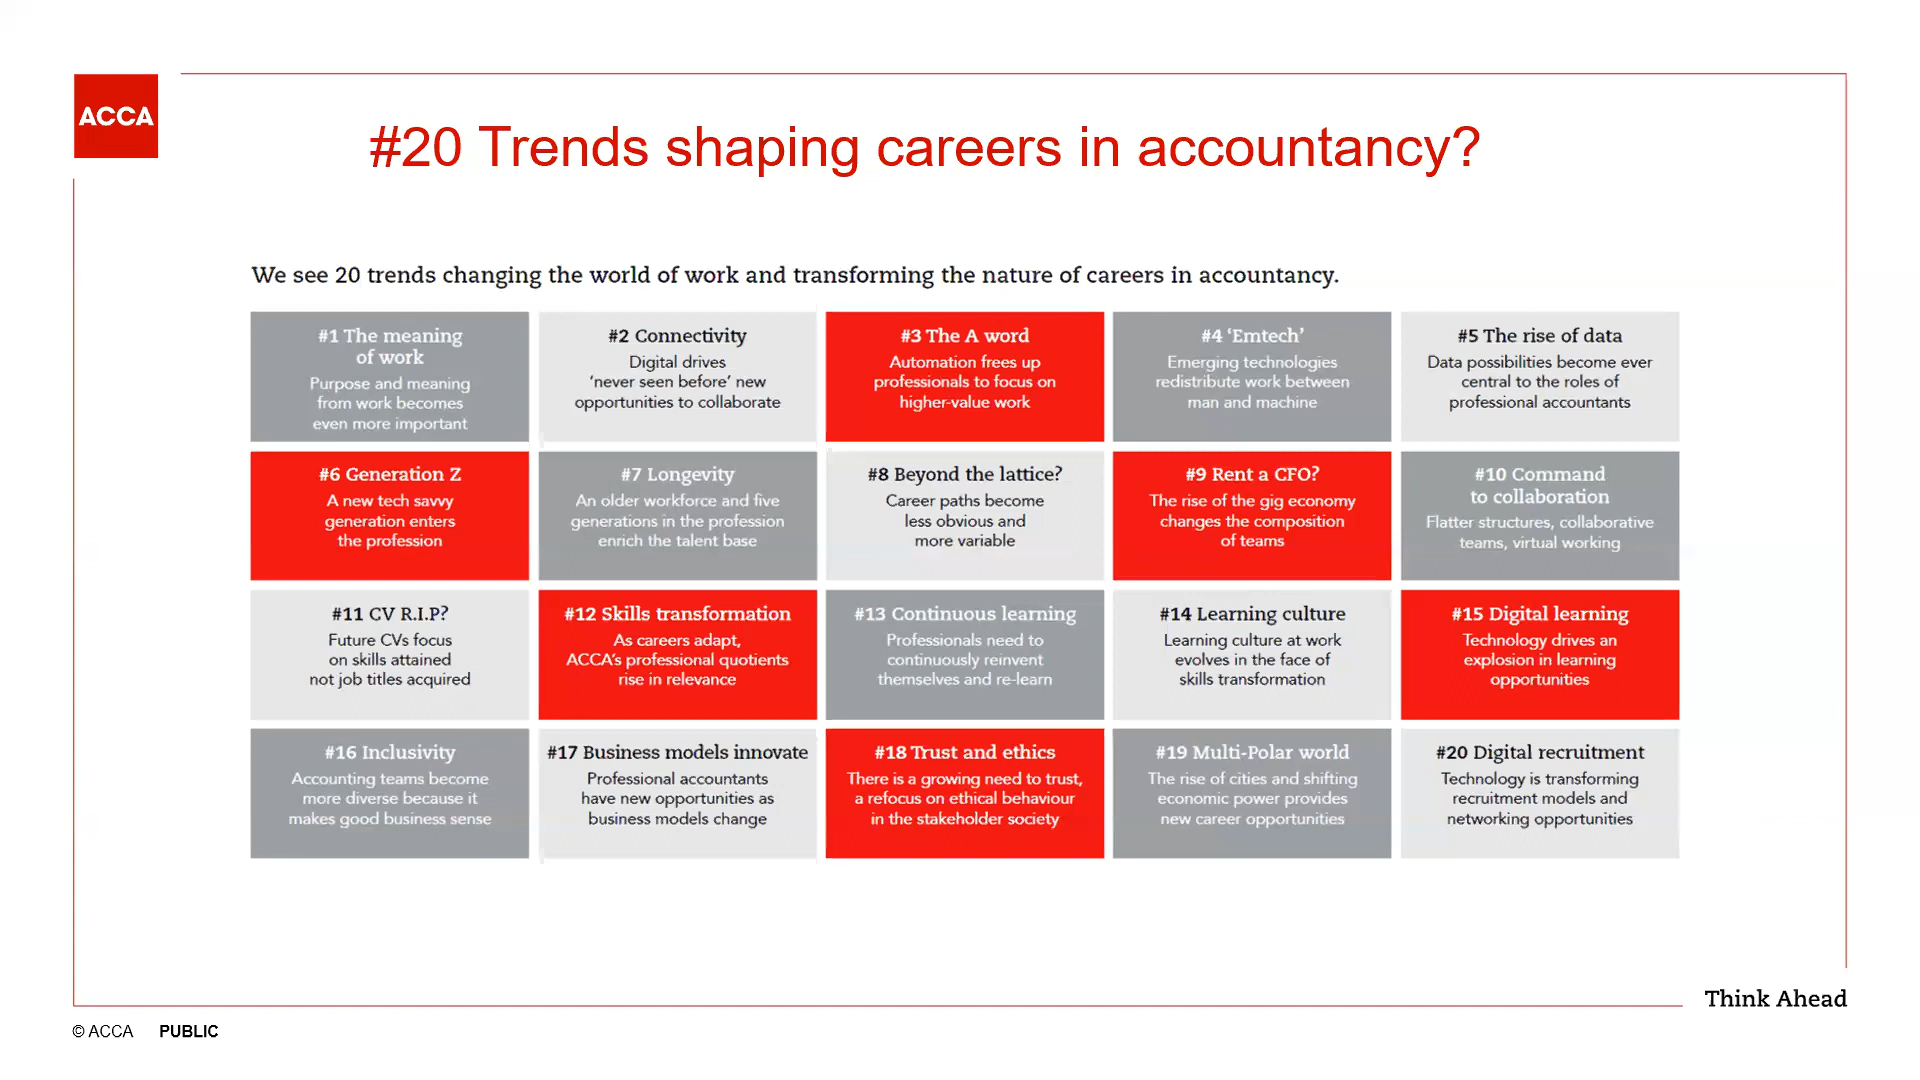 ACCA
#20 Trends shaping careers in accountancy?
We see 20 trends changing the world of work and transforming the nature of careers in accountancy.
#1 The meaning
of work
Purpose and meaning
from work becomes
even more important
#2 Connectivity
Digital drives
‘never seen before’ new
opportunities to collaborate
#3 The A word
Automation frees up
professionals to focus on
higher-value work
#4 ‘Emtech’
Emerging technologies
redistribute work between
man and machine
#5 The rise of data
Data possibilities become ever
central to the roles of
professional accountants
#6 Generation Z
A new tech savvy
generation enters
the profession
#7 Longevity
An older workforce and five
generations in the profession
enrich the talent base
#8 Beyond the lattice?
Career paths become
less obvious and
more variable
#9 Rent a CFO?
The rise of the gig economy
changes the composition
of teams
#10 Command
to collaboration
Flatter structures, collaborative
teams, virtual working
#11 CV R.I.P?
Future CVs focus
on skills attained
not job titles acquired
#12 Skills transformation
As careers adapt,
ACCA’s professional quotients
rise in relevance
#13 Continuous learning
Professionals need to
continuously reinvent
themselves and re-learn
#14 Learning culture
Learning culture at work
evolves in the face of
skills transformation
#15 Digital learning
Technology drives an
explosion in learning
opportunities
#16 Inclusivity
Accounting teams become
more diverse because it
makes good business sense
#17 Business models innovate
Professional accountants
have new opportunities as
business models change
#18 Trust and ethics
There is a growing need to trust,
a refocus on ethical behaviour
in the stakeholder society
#19 Multi-Polar world
The rise of cities and shifting
economic power provides
new career opportunities
#20 Digital recruitment
Technology is transforming
recruitment models and
networking opportunities
Think Ahead
© ACCA PUBLIC